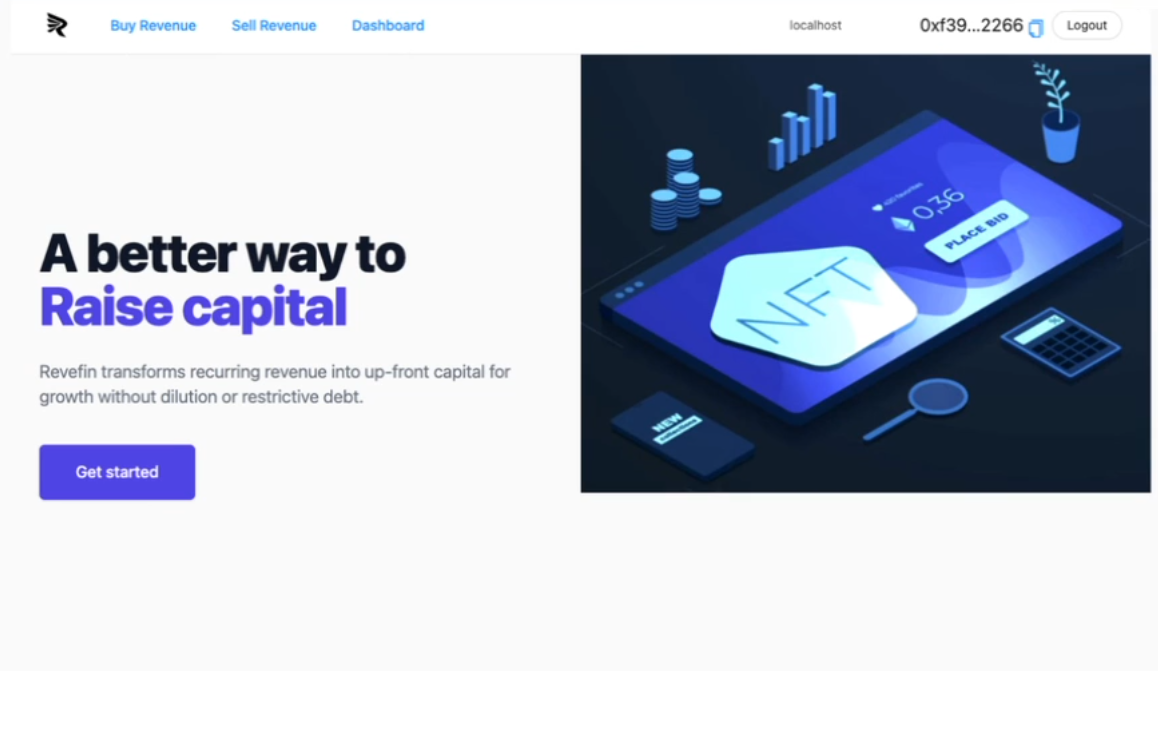 Buy Revenue
Sell Revenue
Dashboard
localhost
0xf39...2266
Logout
A better way to
Raise capital
Revefin transforms recurring revenue into up-front capital for
growth without dilution or restrictive debt.
Get started
0,36
PLACE BID
NFT
NEW